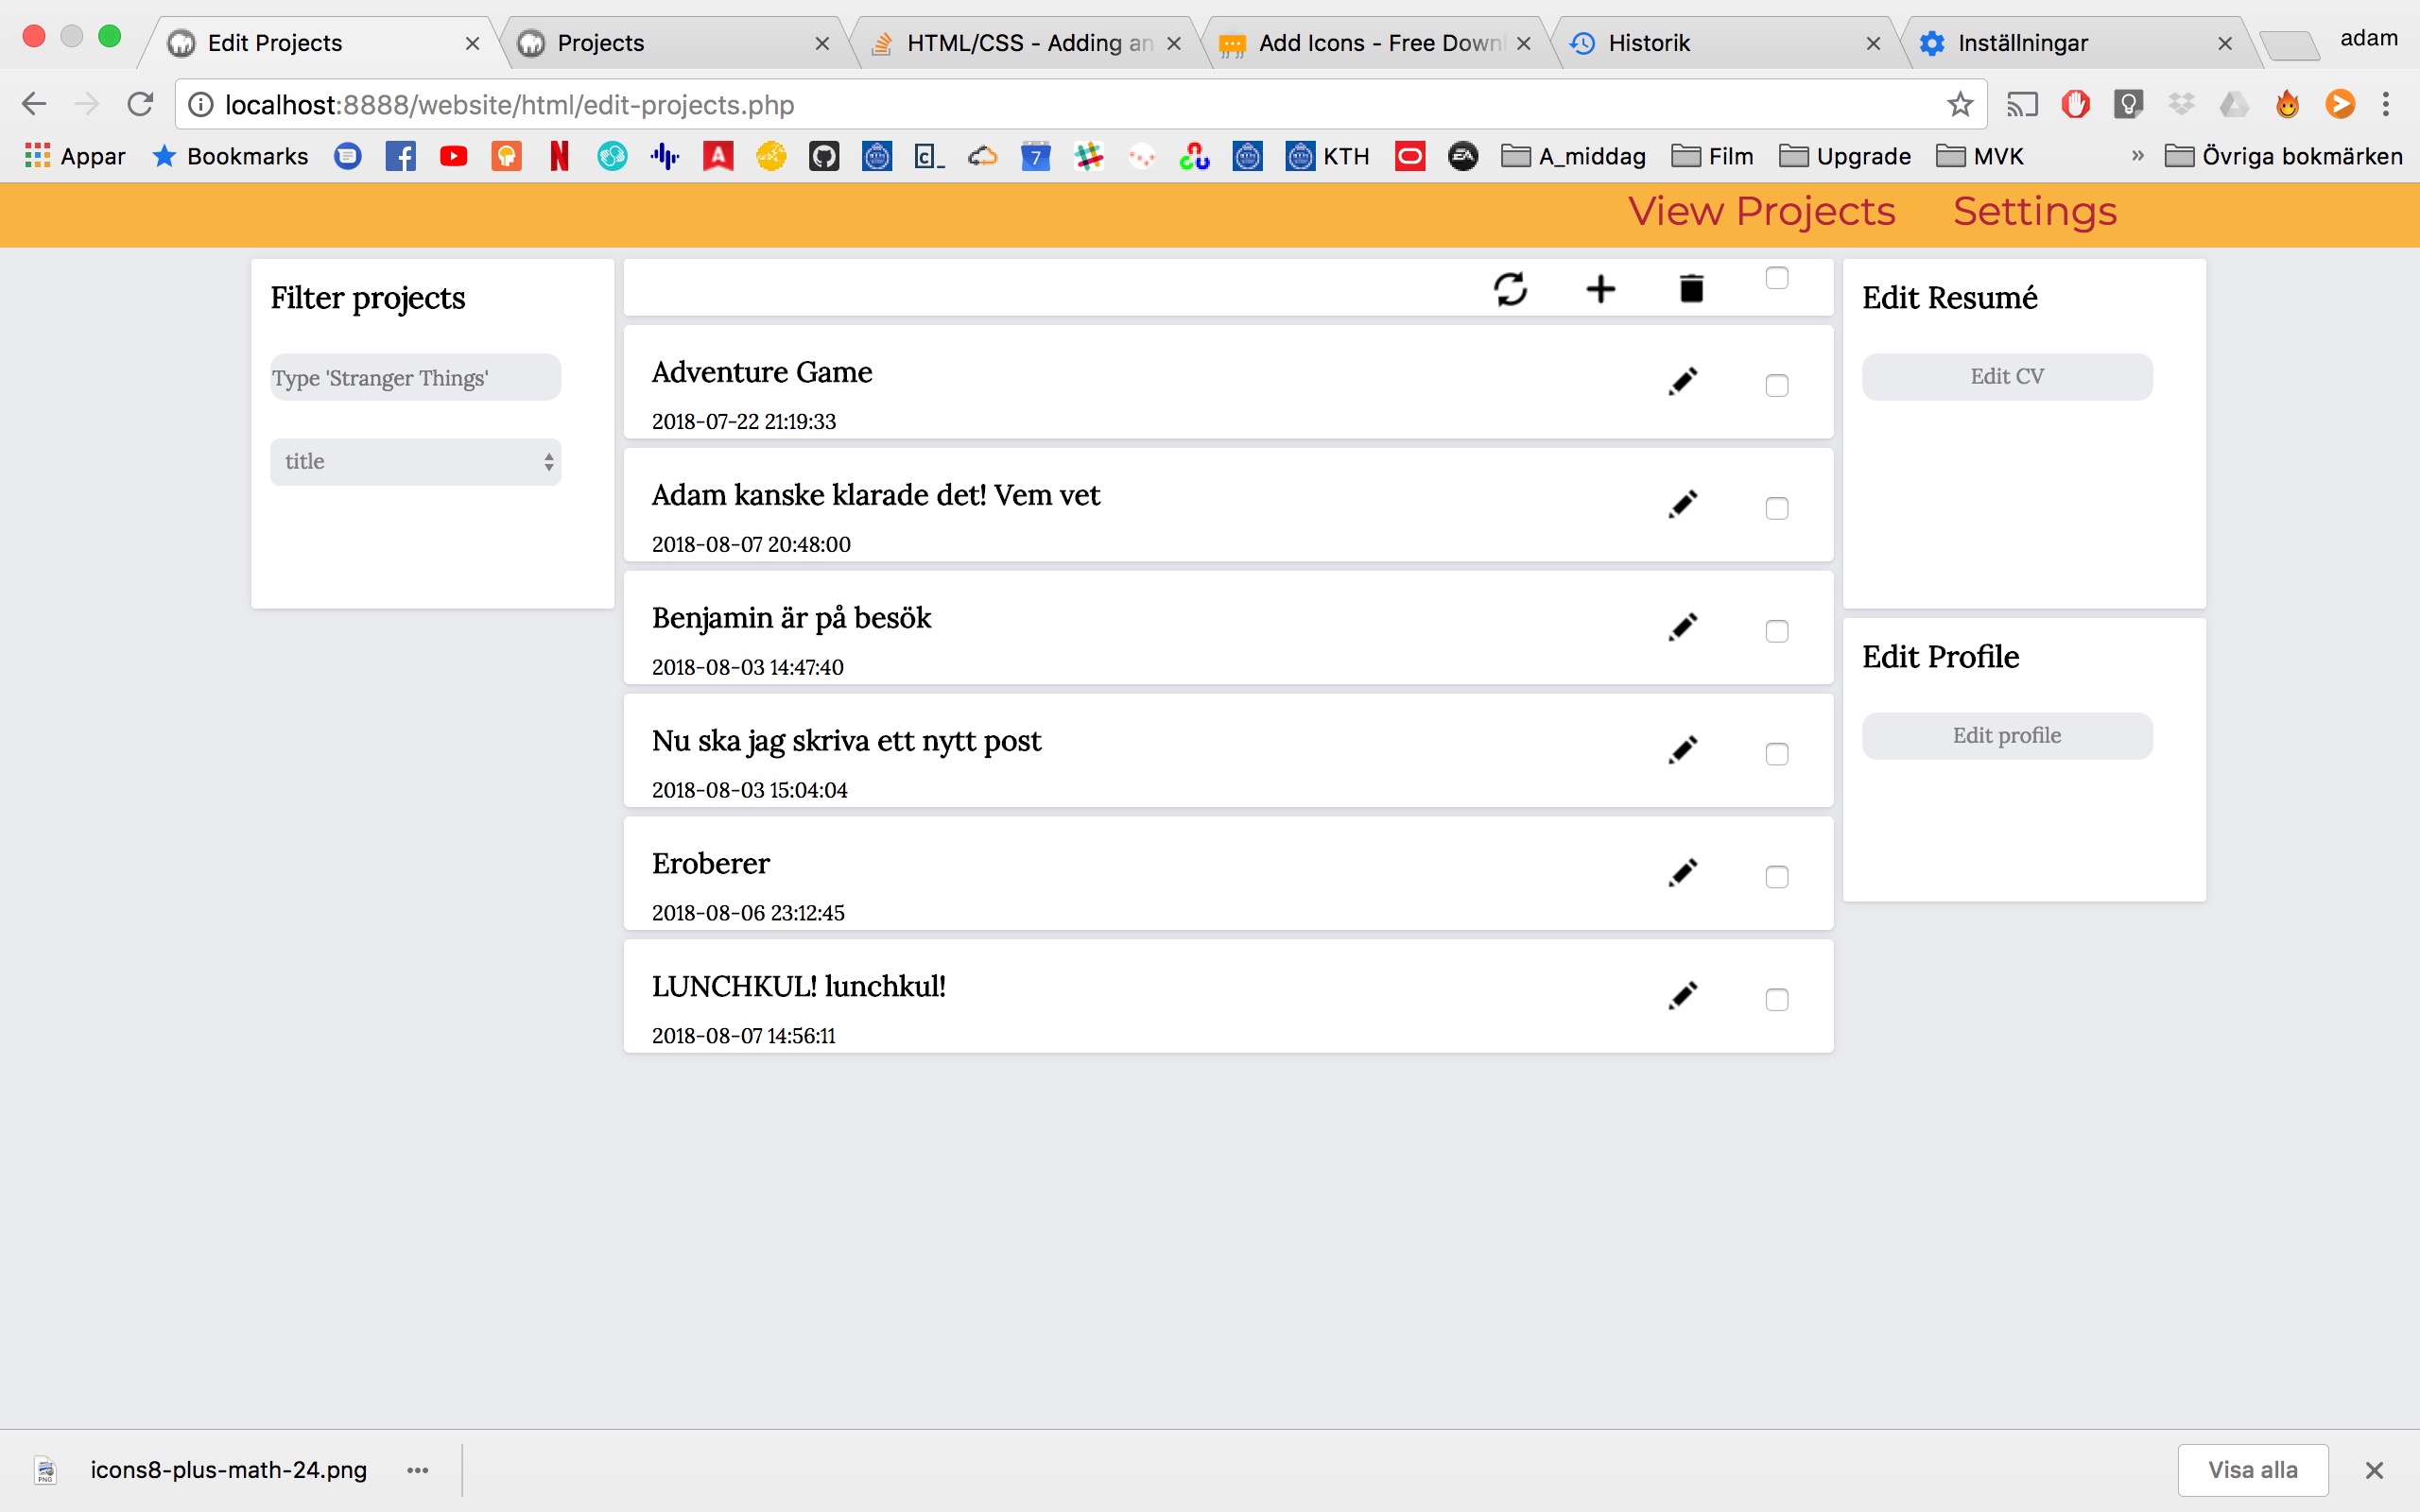 Edit Projects
Projects
HTML/CSS - Adding an
Add Icons - Free Downl
Historik
Inställningar
adam
localhost:8888/website/html/edit-projects.php
Appar
Bookmarks
7
KTH
A_middag
Film
Upgrade
MVK
»
Övriga bokmärken
View Projects
Settings
Filter projects
Type 'Stranger Things'
title
Adventure Game
2018-07-22 21:19:33
Adam kanske klarade det! Vem vet
2018-08-07 20:48:00
Benjamin är på besök
2018-08-03 14:47:40
Nu ska jag skriva ett nytt post
2018-08-03 15:04:04
Eroberer
2018-08-06 23:12:45
LUNCHKUL! lunchkul!
2018-08-07 14:56:11
Edit Resumé
Edit CV
Edit Profile
Edit profile
icons8-plus-math-24.png
Visa alla